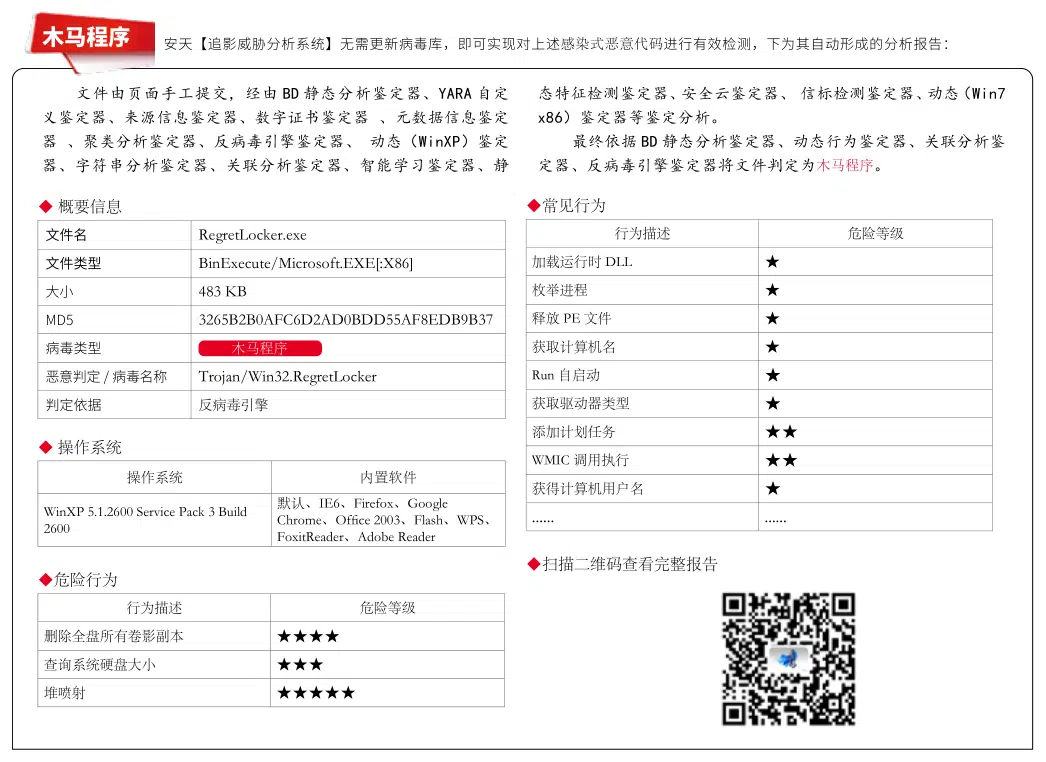 木马程序
安天【追影威胁分析系统】无需更新病毒库，即可实现对上述感染式恶意代码进行有效检测，下为其自动形成的分析报告：
文件由页面手工提交，经由 BD 静态分析鉴定器、YARA 自定
义鉴定器、来源信息鉴定器、数字证书鉴定器 、元数据信息鉴定
器 、聚类分析鉴定器、反病毒引擎鉴定器、 动态（WinXP）鉴定
器、字符串分析鉴定器、关联分析鉴定器、智能学习鉴定器、静
态特征检测鉴定器、安全云鉴定器、 信标检测鉴定器、动态（Win7
x86）鉴定器等鉴定分析。
最终依据 BD 静态分析鉴定器、动态行为鉴定器、关联分析鉴
定器、反病毒引擎鉴定器将文件判定为木马程序。
◆ 概要信息
文件名 RegretLocker.exe
文件类型 BinExecute/Microsoft.EXE[:X86]
大小 483 KB
MD5 3265B2B0AFC6D2AD0BDD55AF8EDB9B37
病毒类型 木马程序
恶意判定 / 病毒名称 Trojan/Win32.RegretLocker
判定依据 反病毒引擎
◆ 操作系统
操作系统 内置软件
WinXP 5.1.2600 Service Pack 3 Build
2600
默认、IE6、Firefox、Google
Chrome、Office 2003、Flash、WPS、
FoxitReader、Adobe Reader
◆危险行为
行为描述 危险等级
删除全盘所有卷影副本 ★★★★
查询系统硬盘大小 ★★★
堆喷射 ★★★★★
◆常见行为
行为描述 危险等级
加载运行时 DLL ★
枚举进程 ★
释放 PE 文件 ★
获取计算机名 ★
Run 自启动 ★
获取驱动器类型 ★
添加计划任务 ★★
WMIC 调用执行 ★★
获得计算机用户名 ★
...... ......
◆扫描二维码查看完整报告